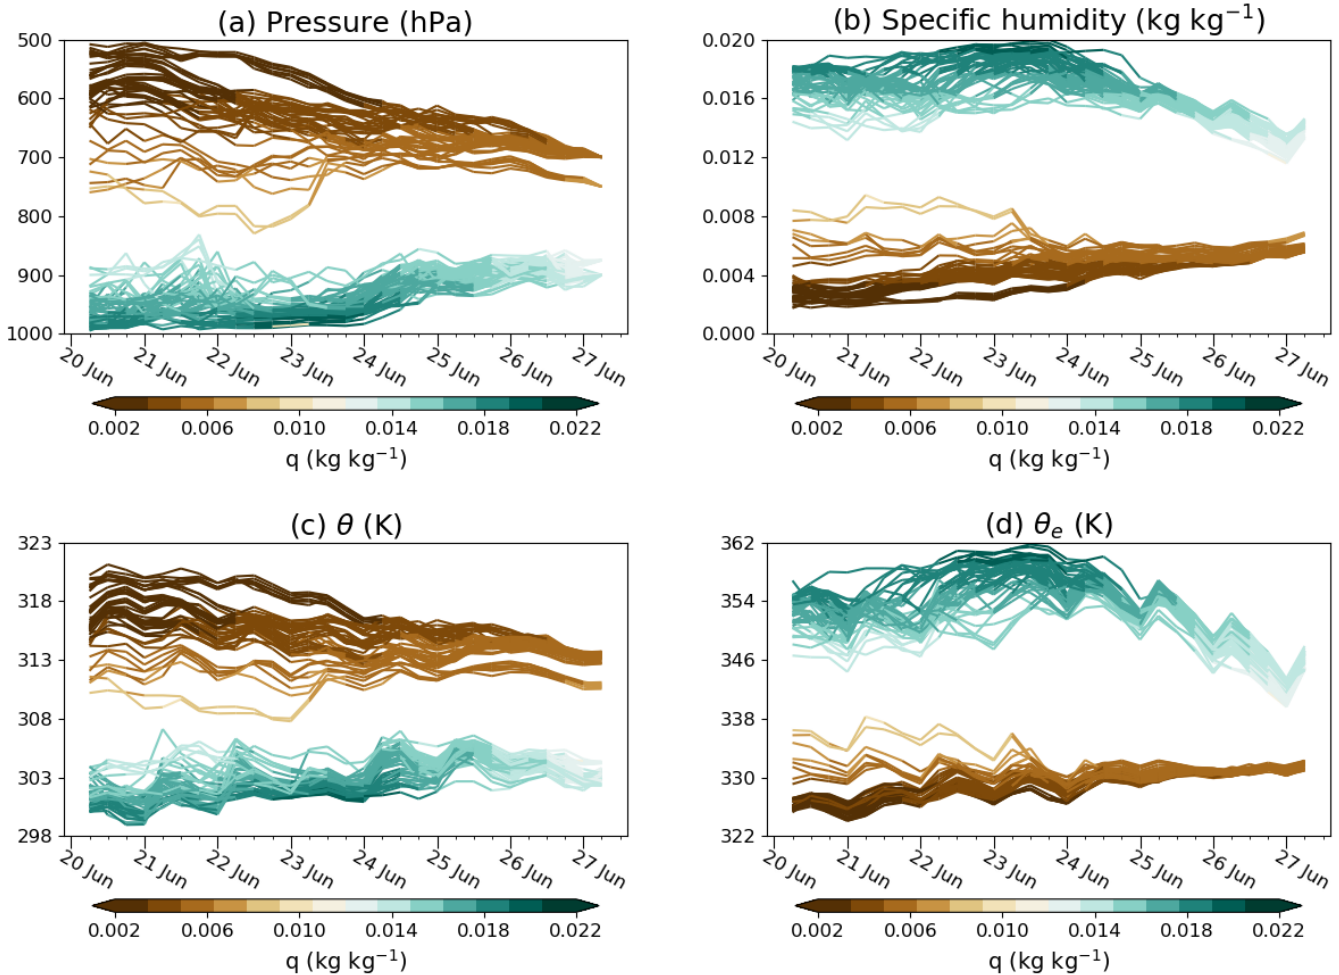 (a) Pressure (hPa)
500
600
700
800
900
1000
20 Jun
21 Jun
22 Jun
23 Jun
24 Jun
25 Jun
26 Jun
27 Jun
0.002
0.006
0.010
0.014
0.018
0.022
q (kg kg⁻¹)
(b) Specific humidity (kg kg⁻¹)
0.020
0.016
0.012
0.008
0.004
0.000
20 Jun
21 Jun
22 Jun
23 Jun
24 Jun
25 Jun
26 Jun
27 Jun
0.002
0.006
0.010
0.014
0.018
0.022
q (kg kg⁻¹)
(c) θ (K)
323
318
313
308
303
298
20 Jun
21 Jun
22 Jun
23 Jun
24 Jun
25 Jun
26 Jun
27 Jun
0.002
0.006
0.010
0.014
0.018
0.022
q (kg kg⁻¹)
(d) θₑ (K)
362
354
346
338
330
322
20 Jun
21 Jun
22 Jun
23 Jun
24 Jun
25 Jun
26 Jun
27 Jun
0.002
0.006
0.010
0.014
0.018
0.022
q (kg kg⁻¹)